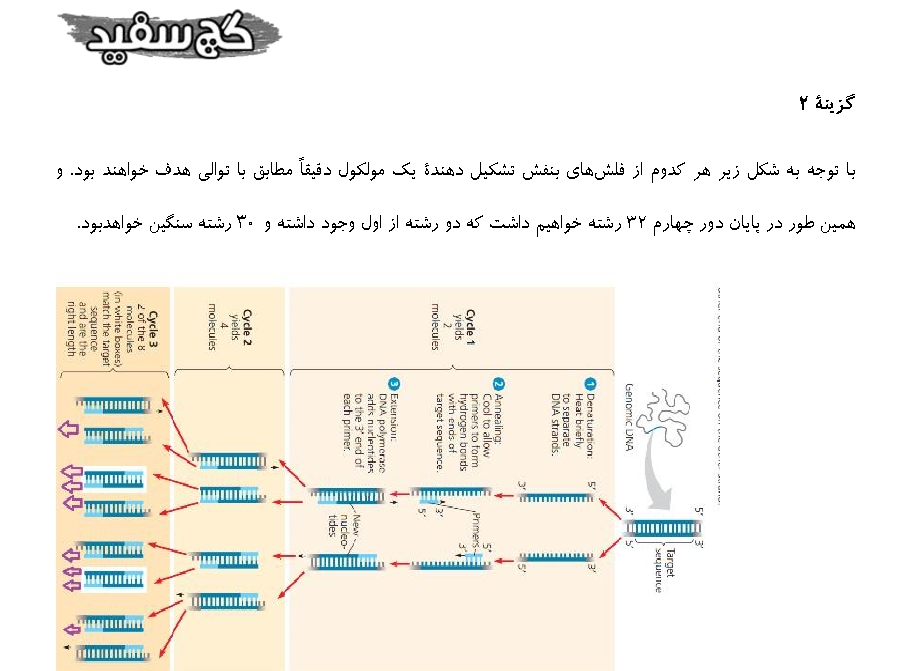 گچ سفید
گزینهٔ ۲
با توجه به شکل زیر هر کدوم از فلش‌های بنفش تشکیل دهندهٔ یک مولکول دقیقاً مطابق با توالی هدف خواهند بود. و
همین طور در پایان دور چهارم ۳۲ رشته خواهیم داشت که دو رشته از اول وجود داشته و ۳۰ رشته سنگین خواهدبود.
Genomic DNA
5′
3′
3′
5′
Target
sequence
Cycle 1
yields
2
molecules
1 Denaturation:
Heat briefly
to separate
DNA strands.
5′
3′
3′
5′
2 Annealing:
Cool to allow
primers to form
hydrogen bonds
with ends of
target sequence.
Primers
3′
5′
5′
3′
3 Extension:
DNA polymerase
adds nucleotides
to the 3′ end of
each primer.
New
nucleo-
tides
Cycle 2
yields
4
molecules
Cycle 3
2 of the 8
molecules
(in white boxes)
match the target
sequence
and are the
right length